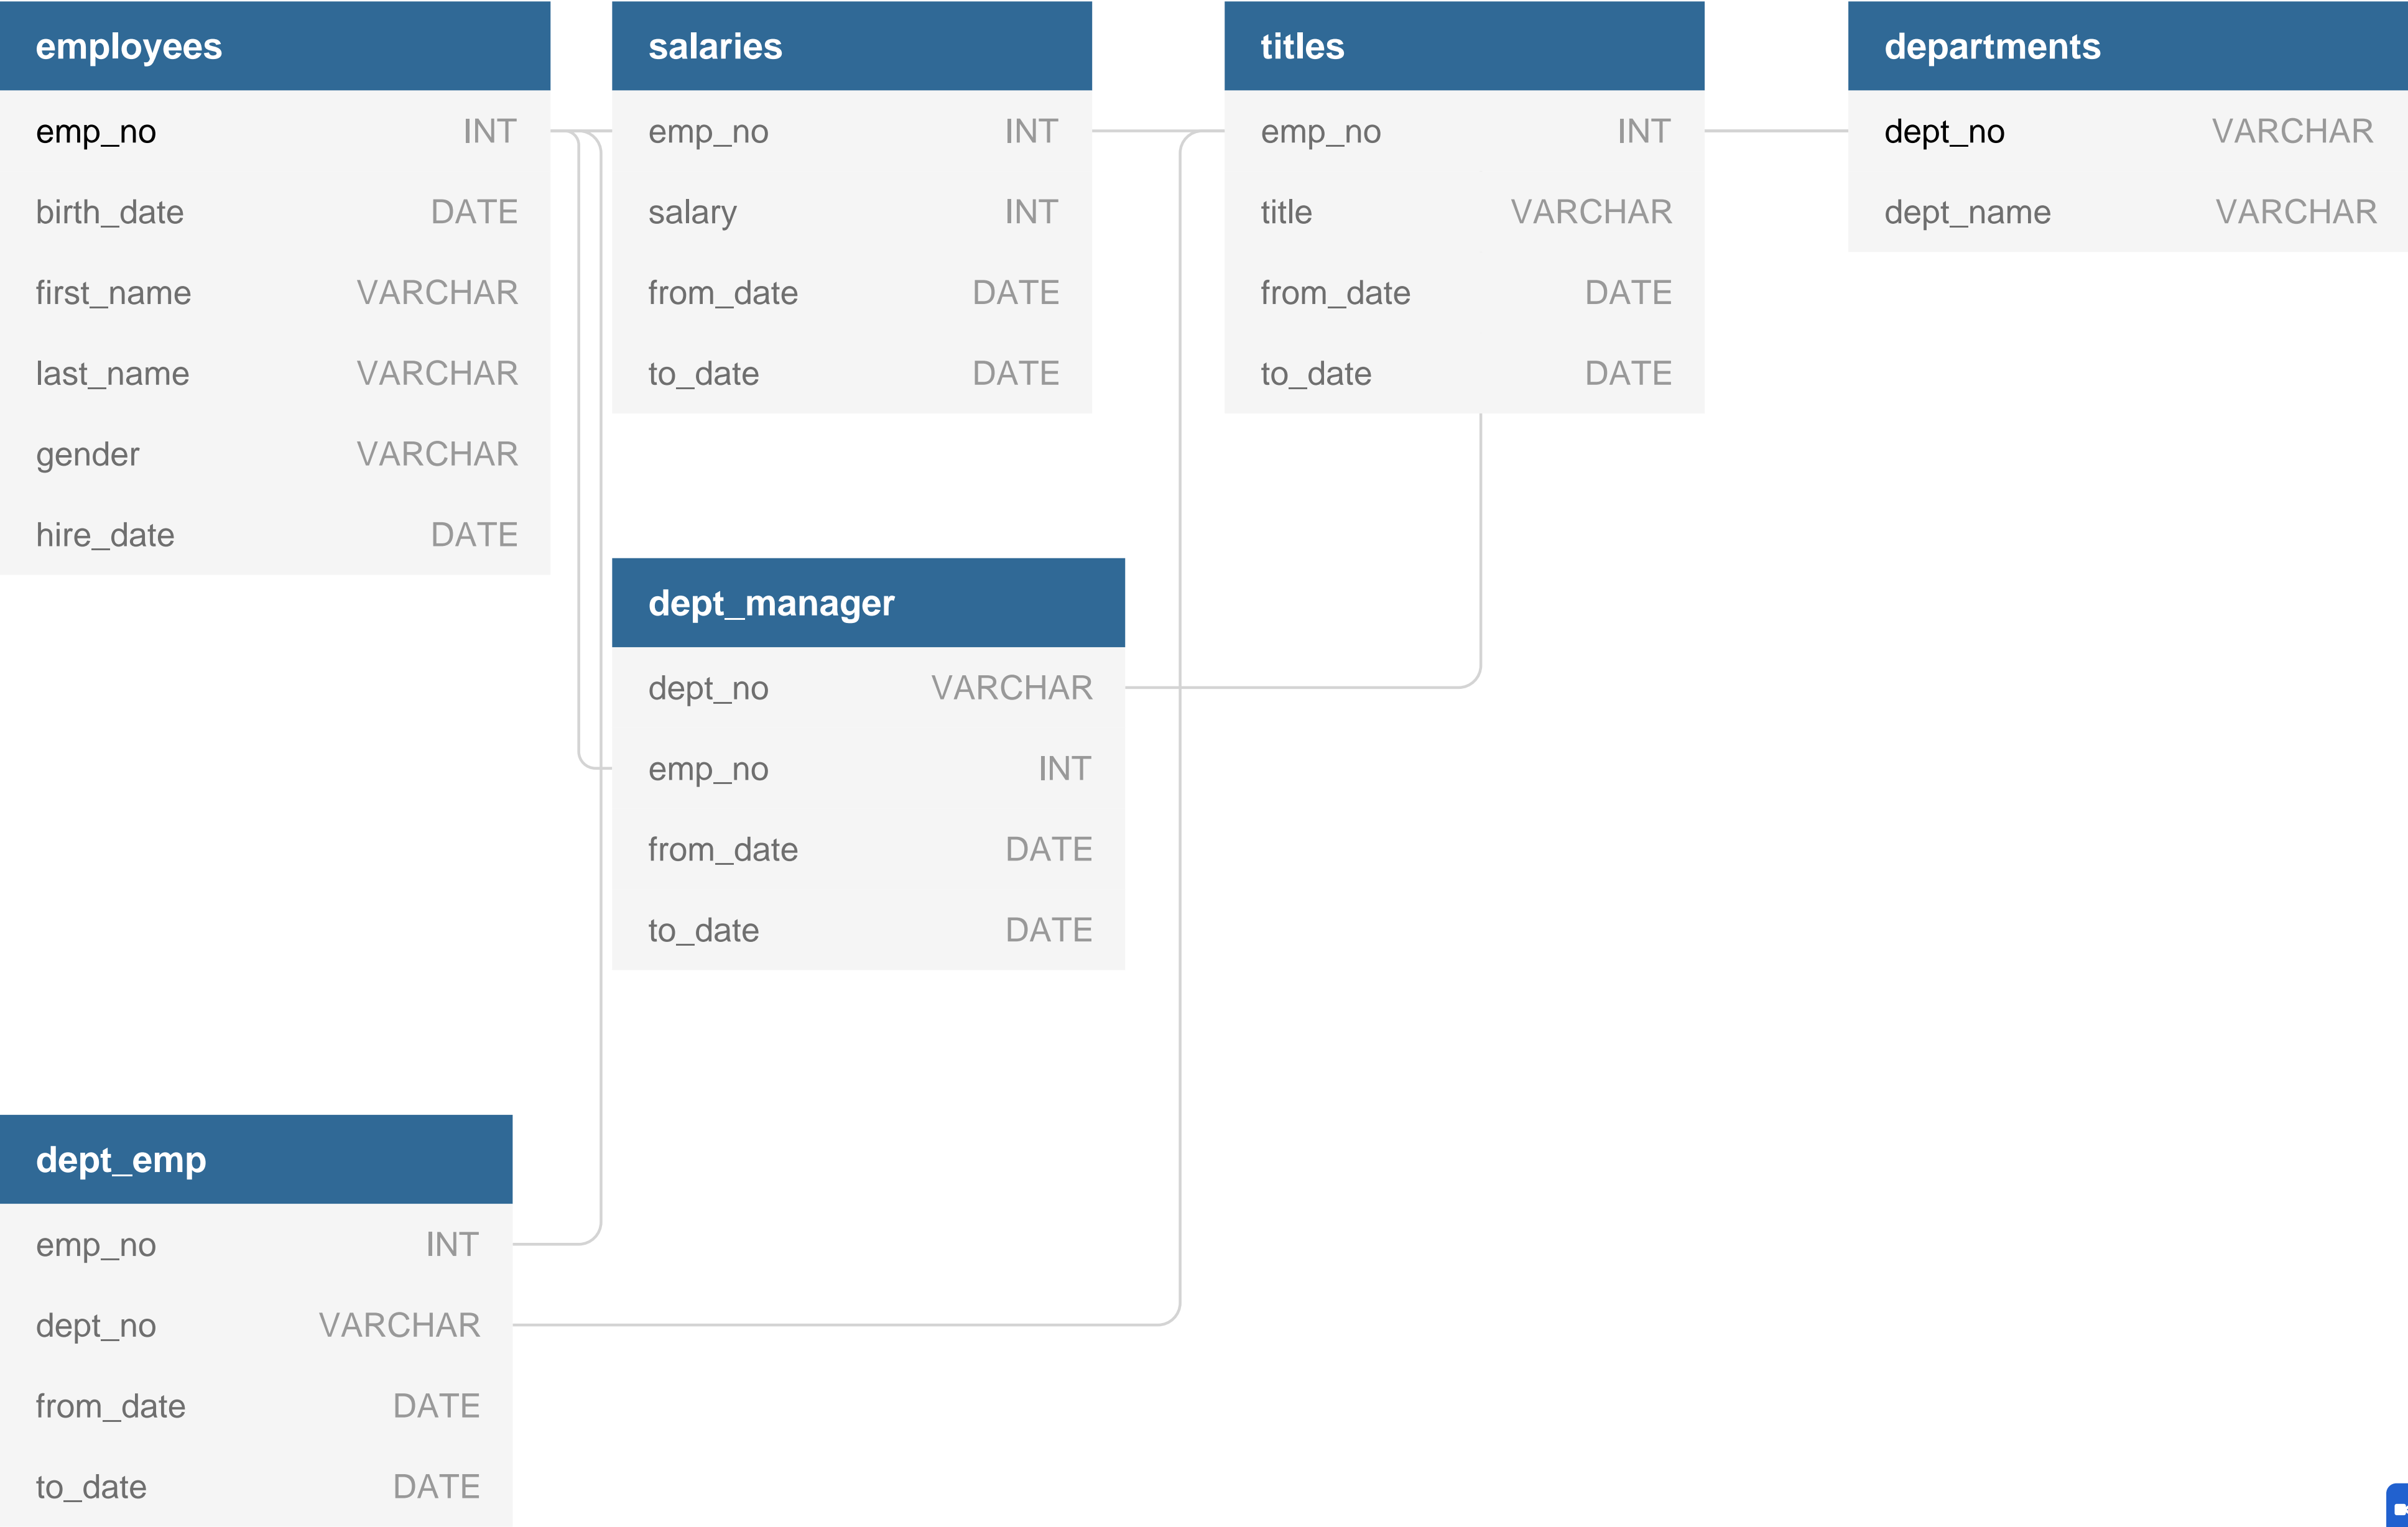 employees
emp_no INT
birth_date DATE
first_name VARCHAR
last_name VARCHAR
gender VARCHAR
hire_date DATE
salaries
emp_no INT
salary INT
from_date DATE
to_date DATE
titles
emp_no INT
title VARCHAR
from_date DATE
to_date DATE
departments
dept_no VARCHAR
dept_name VARCHAR
dept_manager
dept_no VARCHAR
emp_no INT
from_date DATE
to_date DATE
dept_emp
emp_no INT
dept_no VARCHAR
from_date DATE
to_date DATE